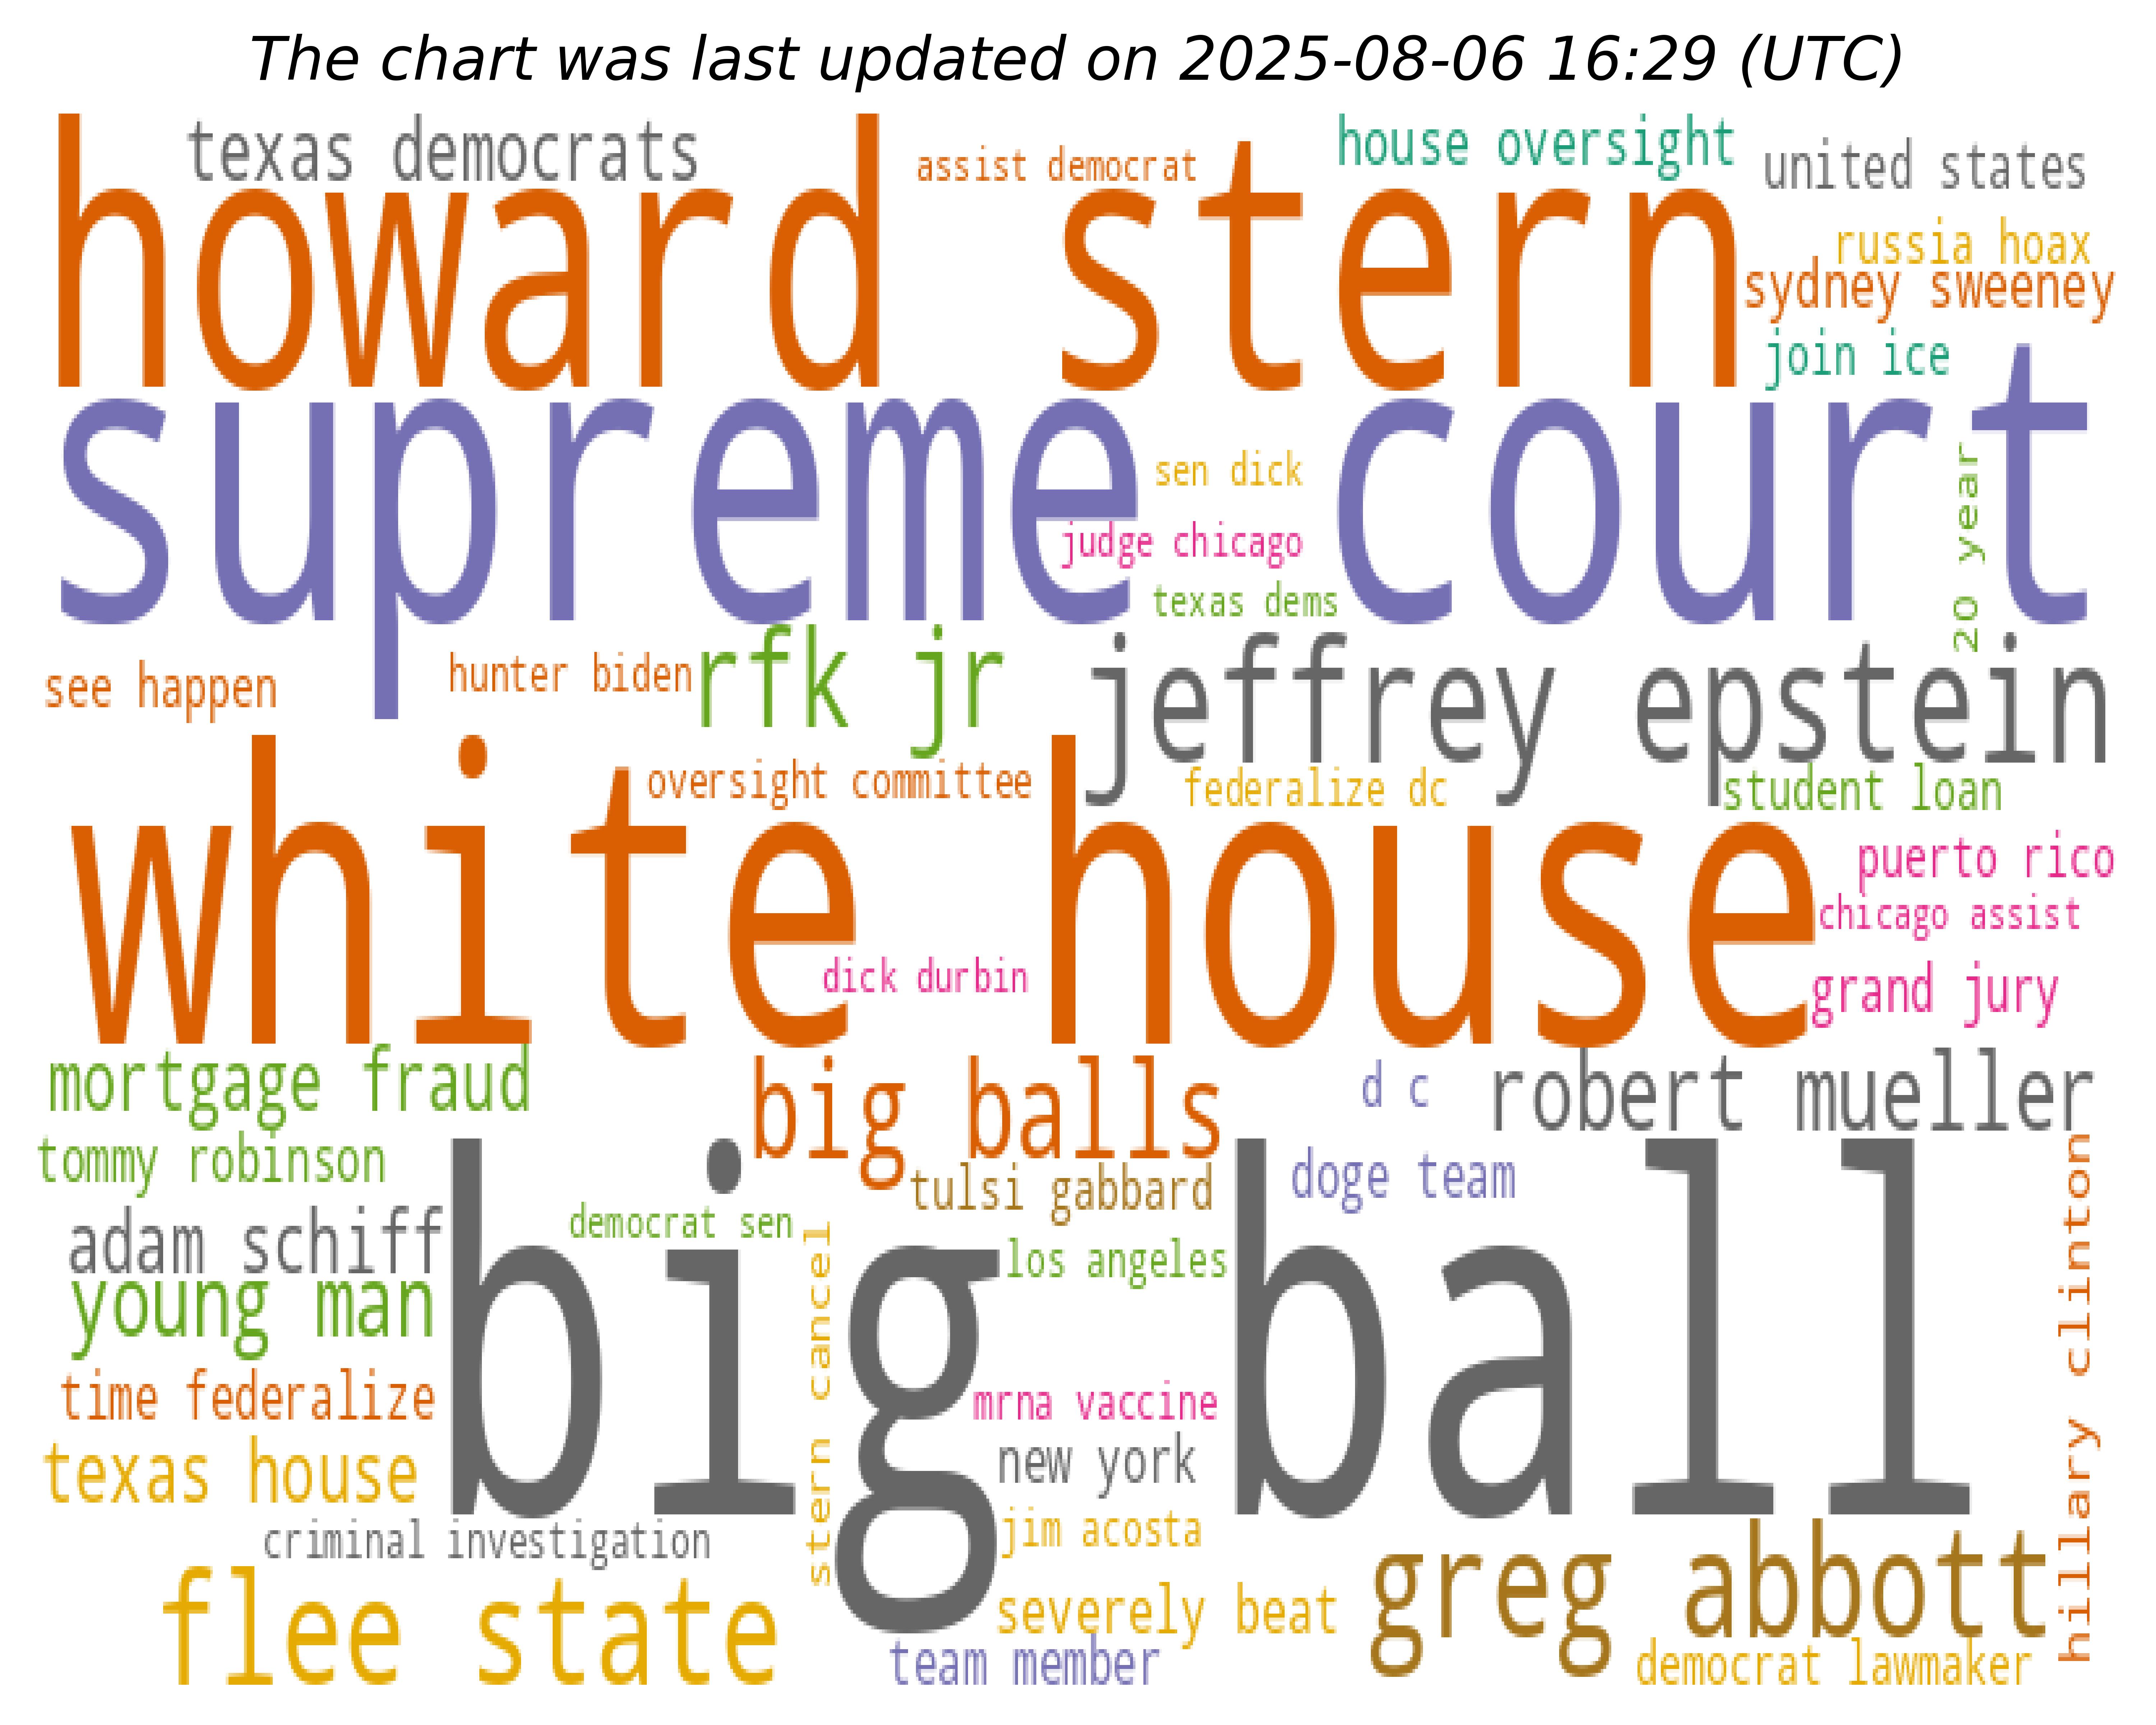 The chart was last updated on 2025-08-06 16:29 (UTC)
texas democrats
assist democrat
house oversight
united states
howard stern
russia hoax
sydney sweeney
join ice
supreme court
sen dick
20 year
judge chicago
texas dems
see happen
hunter biden
rfk jr
jeffrey epstein
oversight committee
federalize dc
student loan
white house
puerto rico
chicago assist
dick durbin
grand jury
mortgage fraud
big balls
d c
robert mueller
tommy robinson
tulsi gabbard
doge team
adam schiff
democrat sen
los angeles
big ball
young man
stern cancel
hillary clinton
time federalize
mrna vaccine
texas house
new york
criminal investigation
jim acosta
flee state
severely beat
greg abbott
team member
democrat lawmaker